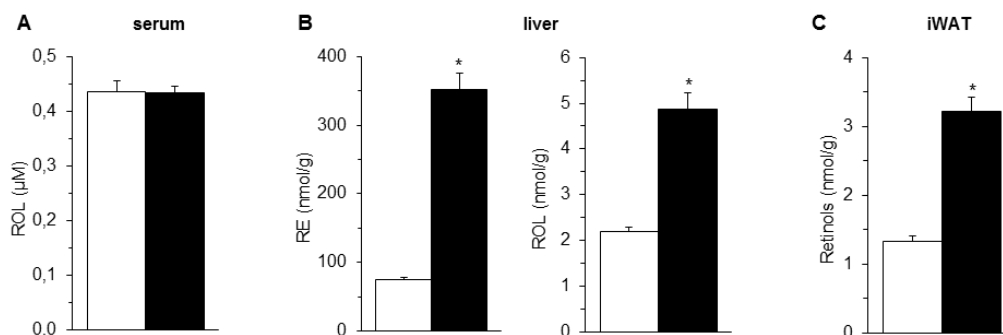 A
serum
ROL (µM)
0,5
0,4
0,3
0,2
0,1
0,0
B
liver
RE (nmol/g)
400
300
200
100
0
*
ROL (nmol/g)
6
5
4
3
2
1
0
*
C
iWAT
Retinols (nmol/g)
4
3
2
1
0
*